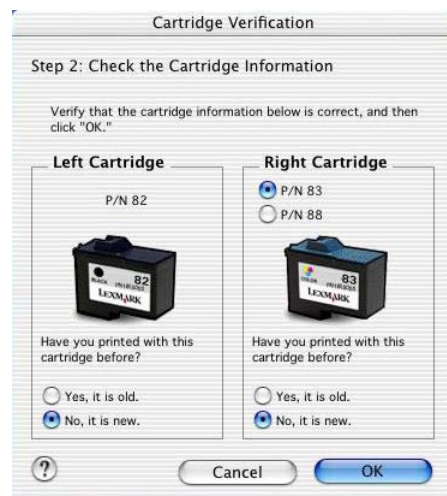 Cartridge Verification
Step 2: Check the Cartridge Information
Verify that the cartridge information below is correct, and then
click "OK."
Left Cartridge
P/N 82
BLACK
82
LEXMARK
Have you printed with this
cartridge before?
Yes, it is old.
No, it is new.
Right Cartridge
P/N 83
P/N 88
COLOR
83
LEXMARK
Have you printed with this
cartridge before?
Yes, it is old.
No, it is new.
?
Cancel
OK